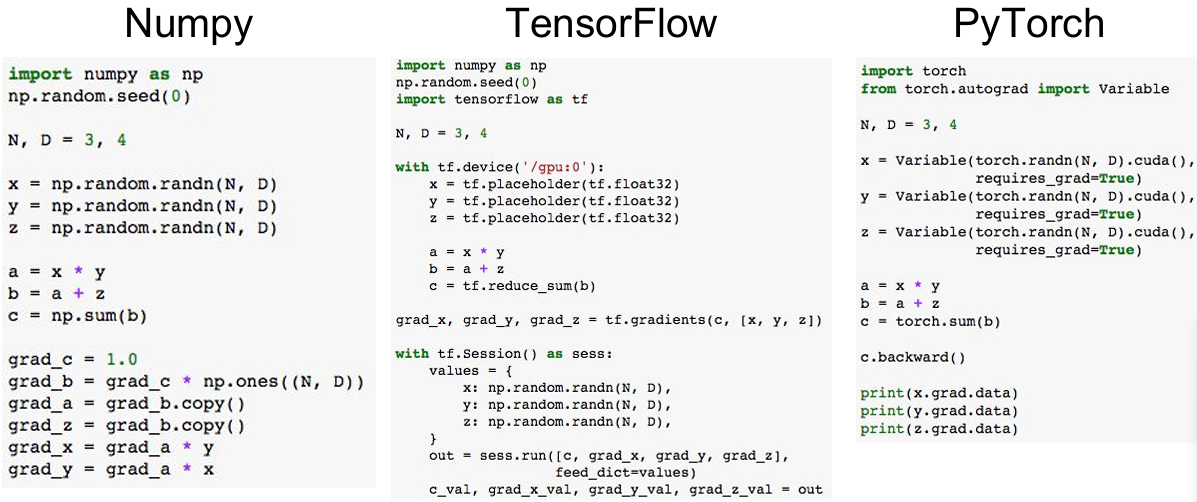 Numpy
import numpy as np
np.random.seed(0)
N, D = 3, 4
x = np.random.randn(N, D)
y = np.random.randn(N, D)
z = np.random.randn(N, D)
a = x * y
b = a + z
c = np.sum(b)
grad_c = 1.0
grad_b = grad_c * np.ones((N, D))
grad_a = grad_b.copy()
grad_z = grad_b.copy()
grad_x = grad_a * y
grad_y = grad_a * x
TensorFlow
import numpy as np
np.random.seed(0)
import tensorflow as tf
N, D = 3, 4
with tf.device('/gpu:0'):
    x = tf.placeholder(tf.float32)
    y = tf.placeholder(tf.float32)
    z = tf.placeholder(tf.float32)
    a = x * y
    b = a + z
    c = tf.reduce_sum(b)
grad_x, grad_y, grad_z = tf.gradients(c, [x, y, z])
with tf.Session() as sess:
    values = {
        x: np.random.randn(N, D),
        y: np.random.randn(N, D),
        z: np.random.randn(N, D),
    }
    out = sess.run([c, grad_x, grad_y, grad_z],
                   feed_dict=values)
    c_val, grad_x_val, grad_y_val, grad_z_val = out
PyTorch
import torch
from torch.autograd import Variable
N, D = 3, 4
x = Variable(torch.randn(N, D).cuda(),
             requires_grad=True)
y = Variable(torch.randn(N, D).cuda(),
             requires_grad=True)
z = Variable(torch.randn(N, D).cuda(),
             requires_grad=True)
a = x * y
b = a + z
c = torch.sum(b)
c.backward()
print(x.grad.data)
print(y.grad.data)
print(z.grad.data)